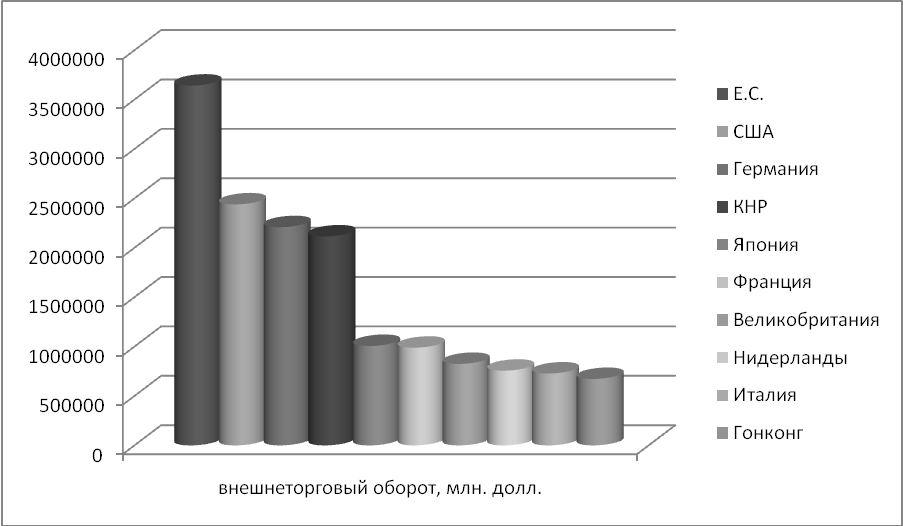 4000000
3500000
3000000
2500000
2000000
1500000
1000000
500000
0
внешнеторговый оборот, млн. долл.
Е.С.
США
Германия
КНР
Япония
Франция
Великобритания
Нидерланды
Италия
Гонконг